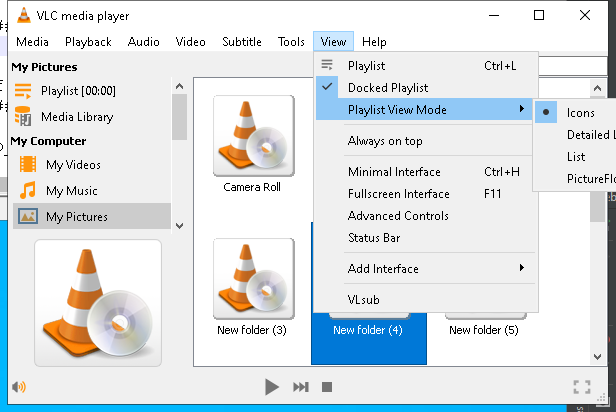 VLC media player
Media Playback Audio Video Subtitle Tools View Help
My Pictures
Playlist [00:00]
Media Library
My Computer
My Videos
My Music
My Pictures
Camera Roll
New folder (3)
New folder (4)
New folder (5)
Playlist Ctrl+L
Docked Playlist
Playlist View Mode
Always on top
Minimal Interface Ctrl+H
Fullscreen Interface F11
Advanced Controls
Status Bar
Add Interface
VLsub
Icons
Detailed L
List
PictureFlo